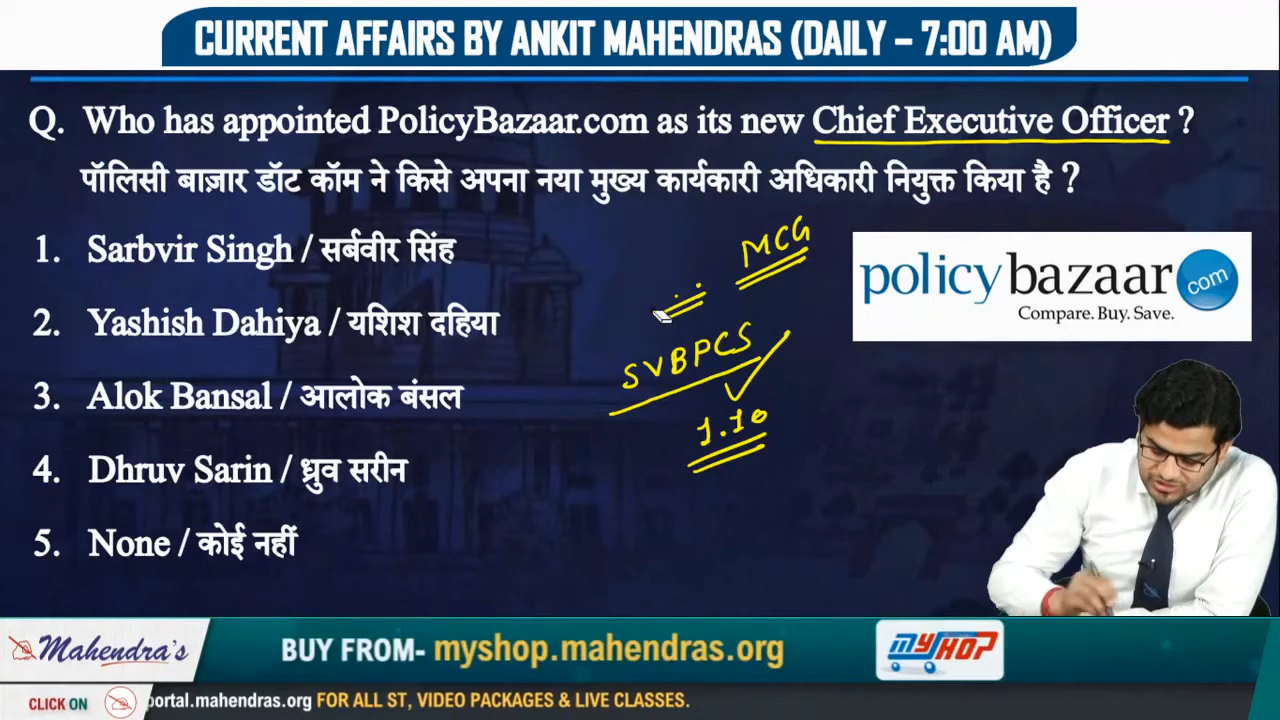 CURRENT AFFAIRS BY ANKIT MAHENDRAS (DAILY – 7:00 AM)
Q. Who has appointed PolicyBazaar.com as its new Chief Executive Officer ?
पॉलिसी बाज़ार डॉट कॉम ने किसे अपना नया मुख्य कार्यकारी अधिकारी नियुक्त किया है ?
1. Sarbvir Singh / सर्बवीर सिंह
2. Yashish Dahiya / यशिश दहिया
3. Alok Bansal / आलोक बंसल
4. Dhruv Sarin / ध्रुव सरीन
5. None / कोई नहीं
MCG
SVBPCS
1.10
policybazaar.com
Compare. Buy. Save.
Mahendra's
BUY FROM- myshop.mahendras.org
MYSHOP
CLICK ON portal.mahendras.org FOR ALL ST, VIDEO PACKAGES & LIVE CLASSES.